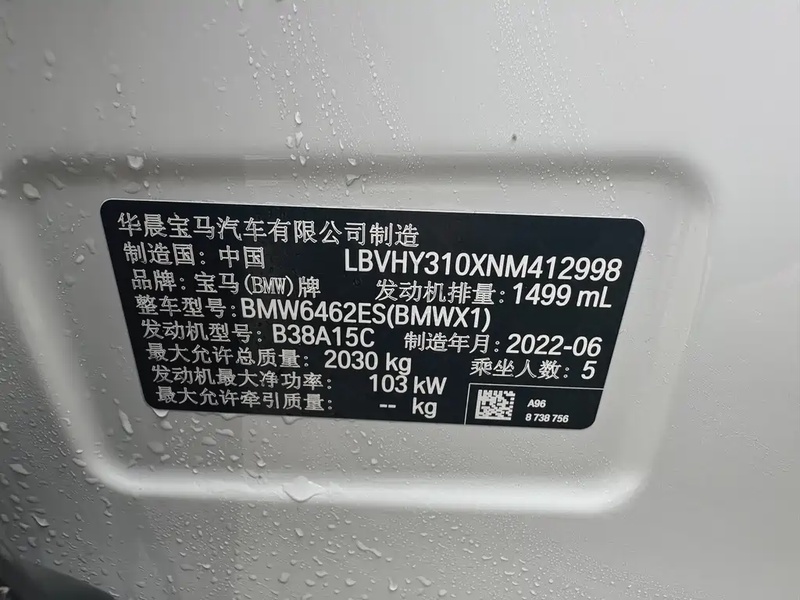 华晨宝马汽车有限公司制造
制造国: 中国 LBVHY310XNM412998
品牌: 宝马(BMW)牌 发动机排量: 1499 mL
整车型号: BMW6462ES(BMWX1)
发动机型号: B38A15C 制造年月: 2022-06
最大允许总质量: 2030 kg 乘坐人数: 5
发动机最大净功率: 103 kW
最大允许牵引质量: -- kg
A96
8 738 756